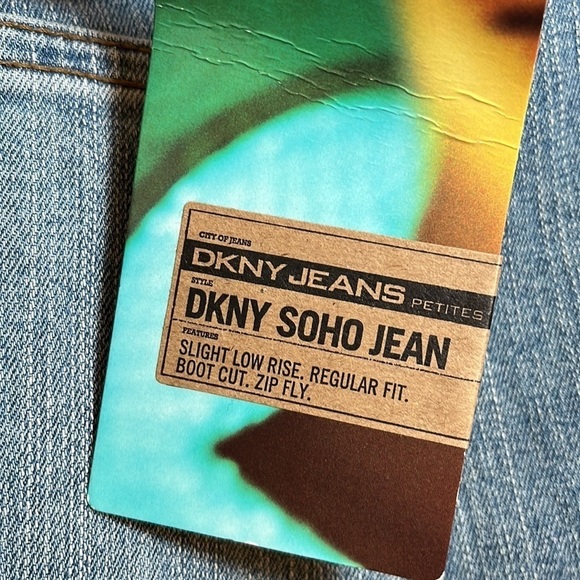 CITY OF JEANS
DKNY JEANS PETITES
STYLE
DKNY SOHO JEAN
FEATURES
SLIGHT LOW RISE. REGULAR FIT.
BOOT CUT. ZIP FLY.